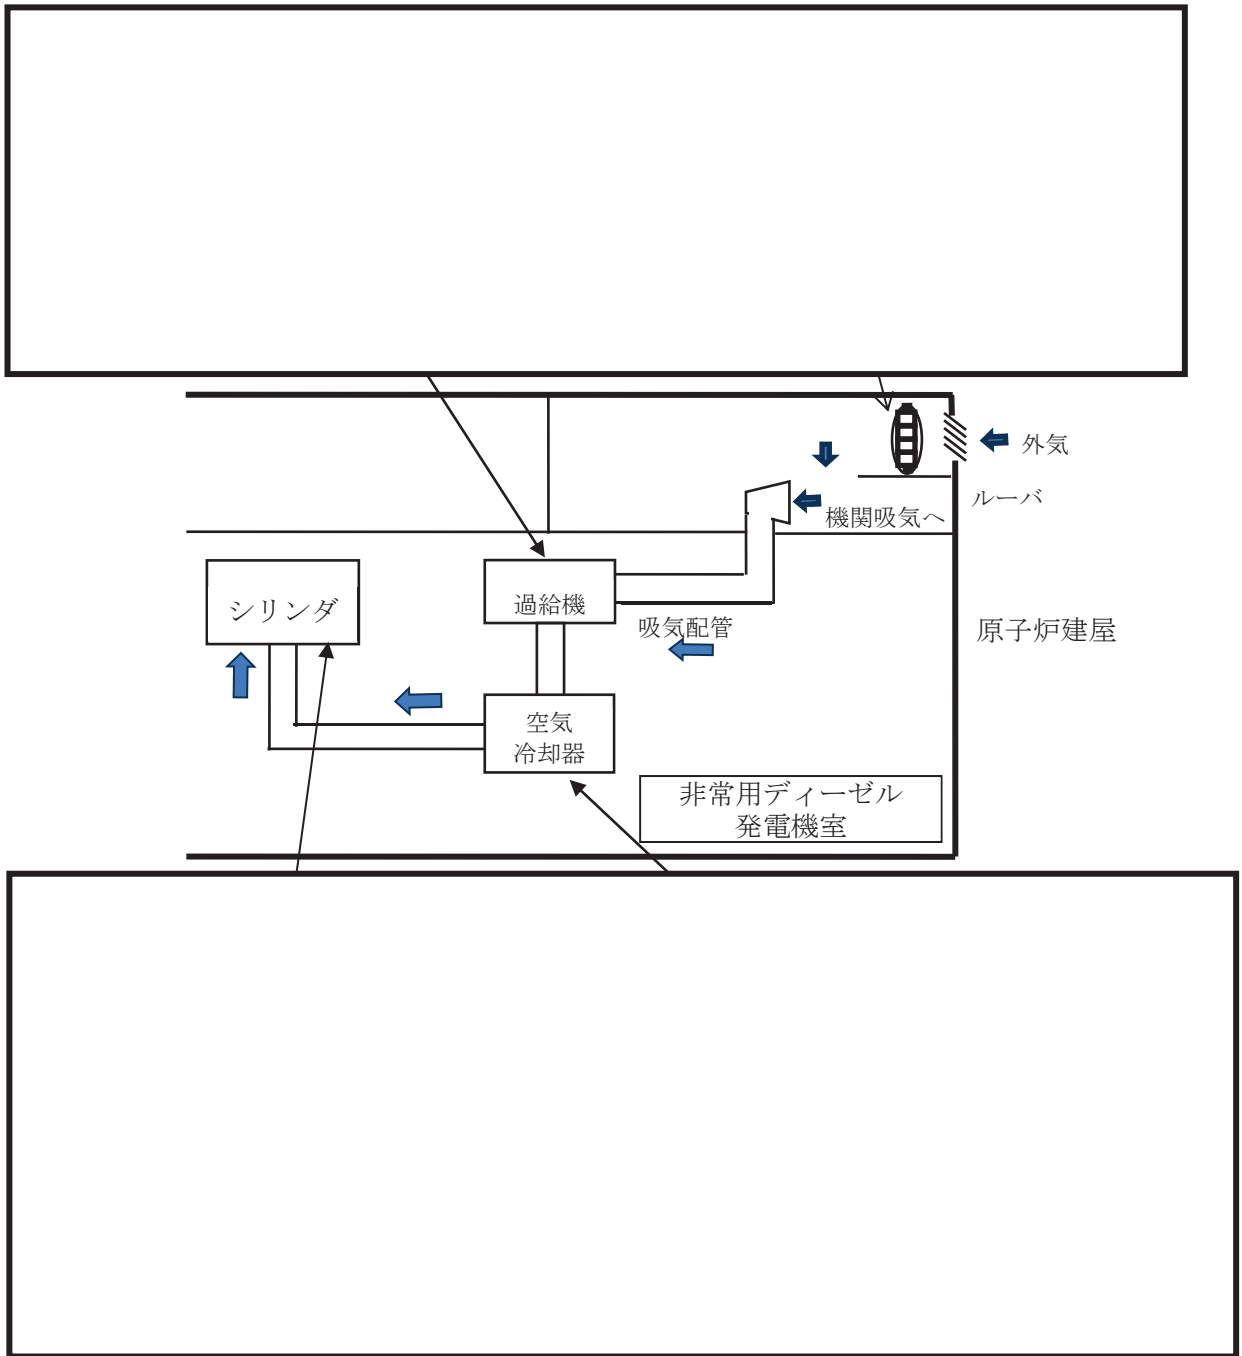 外気
ルーバ
機関吸気へ
過給機
シリンダ
吸気配管
原子炉建屋
空気
冷却器
非常用ディーゼル
発電機室